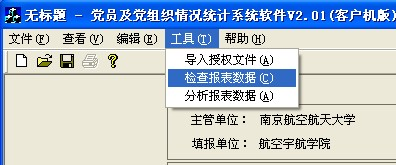 无标题 - 党员及党组织情况统计系统软件V2.01(客户机版)
文件(F) 查看(V) 编辑(E) 工具(T) 帮助(H)
导入授权文件(A)
检查报表数据(C)
分析报表数据(A)
主管单位： 南京航空航天大学
填报单位： 航空宇航学院